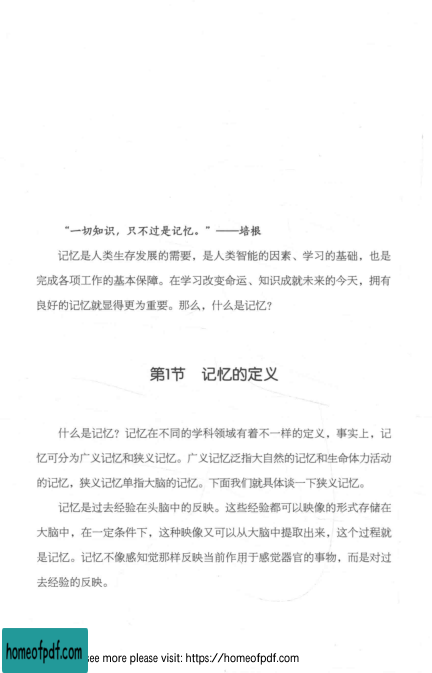 “一切知识，只不过是记忆。”——培根
记忆是人类生存发展的需要，是人类智能的因素、学习的基础，也是
完成各项工作的基本保障。在学习改变命运、知识成就未来的今天，拥有
良好的记忆就显得更为重要。那么，什么是记忆？
第1节 记忆的定义
什么是记忆？记忆在不同的学科领域有着不一样的定义，事实上，记
忆可分为广义记忆和狭义记忆。广义记忆泛指大自然的记忆和生命体力活动
的记忆，狭义记忆单指大脑的记忆。下面我们就具体谈一下狭义记忆。
记忆是过去经验在头脑中的反映。这些经验都可以映像的形式存储在
大脑中，在一定条件下，这种映像又可以从大脑中提取出来，这个过程就
是记忆。记忆不像感知觉那样反映当前作用于感觉器官的事物，而是对过
去经验的反映。
homeofpdf.com
see more please visit: https://homeofpdf.com